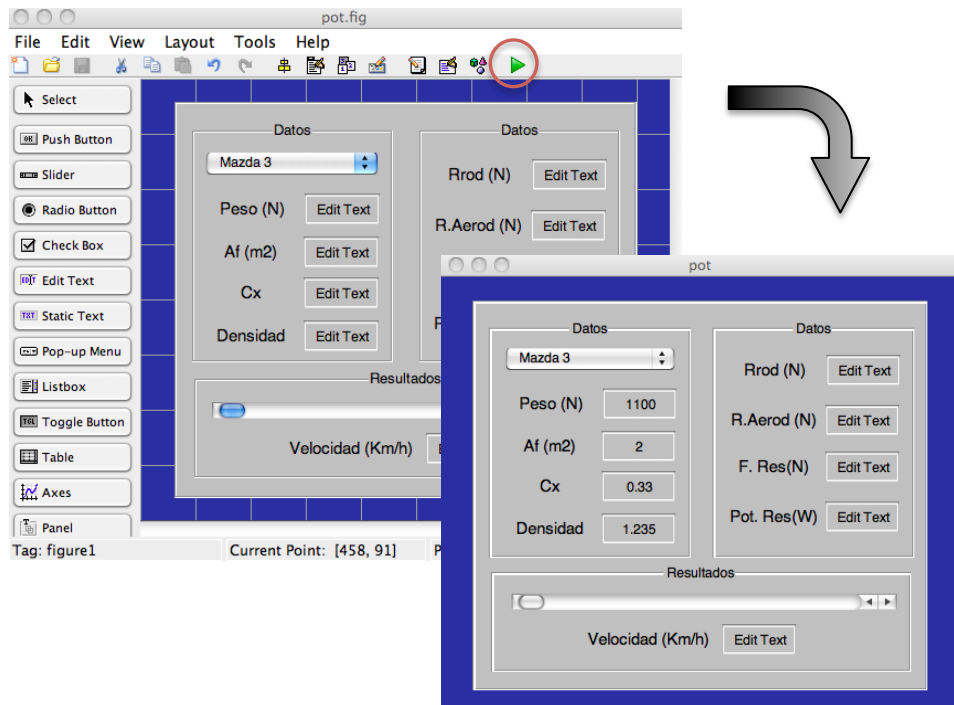 pot.fig
File Edit View Layout Tools Help
Select
Push Button
Slider
Radio Button
Check Box
Edit Text
Static Text
Pop-up Menu
Listbox
Toggle Button
Table
Axes
Panel
Datos
Mazda 3
Peso (N) Edit Text
Af (m2) Edit Text
Cx Edit Text
Densidad Edit Text
Datos
Rrod (N) Edit Text
R.Aerod (N) Edit Text
Resultados
Velocidad (Km/h)
Tag: figure1 Current Point: [458, 91]
pot
Datos
Mazda 3
Peso (N) 1100
Af (m2) 2
Cx 0.33
Densidad 1.235
Datos
Rrod (N) Edit Text
R.Aerod (N) Edit Text
F. Res(N) Edit Text
Pot. Res(W) Edit Text
Resultados
Velocidad (Km/h) Edit Text